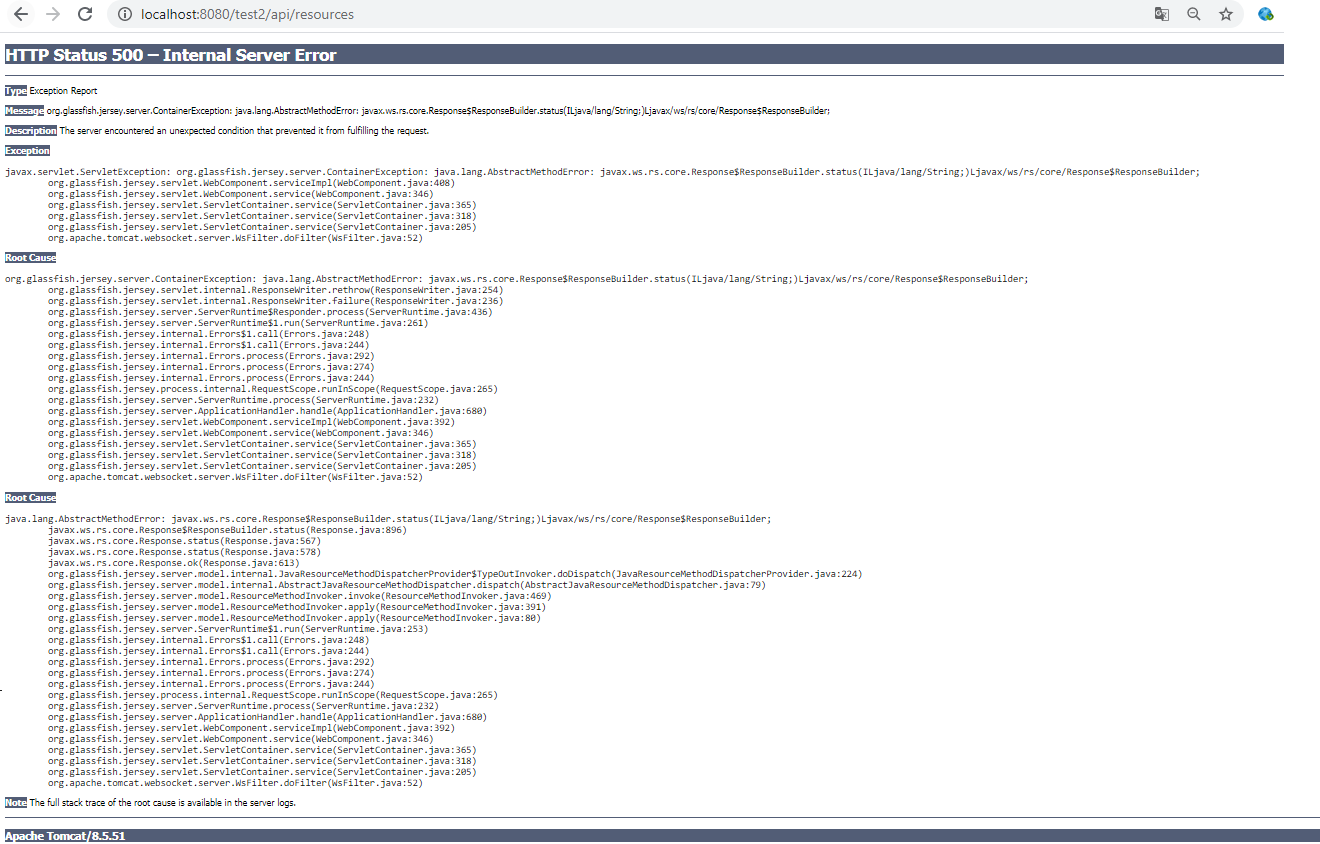 localhost:8080/test2/api/resources
HTTP Status 500 – Internal Server Error
Type Exception Report
Message org.glassfish.jersey.server.ContainerException: java.lang.AbstractMethodError: javax.ws.rs.core.Response$ResponseBuilder.status(ILjava/lang/String;)Ljavax/ws/rs/core/Response$ResponseBuilder;
Description The server encountered an unexpected condition that prevented it from fulfilling the request.
Exception
javax.servlet.ServletException: org.glassfish.jersey.server.ContainerException: java.lang.AbstractMethodError: javax.ws.rs.core.Response$ResponseBuilder.status(ILjava/lang/String;)Ljavax/ws/rs/core/Response$ResponseBuilder;
org.glassfish.jersey.servlet.WebComponent.serviceImpl(WebComponent.java:408)
org.glassfish.jersey.servlet.WebComponent.service(WebComponent.java:346)
org.glassfish.jersey.servlet.ServletContainer.service(ServletContainer.java:365)
org.glassfish.jersey.servlet.ServletContainer.service(ServletContainer.java:318)
org.glassfish.jersey.servlet.ServletContainer.service(ServletContainer.java:205)
org.apache.tomcat.websocket.server.WsFilter.doFilter(WsFilter.java:52)
Root Cause
org.glassfish.jersey.server.ContainerException: java.lang.AbstractMethodError: javax.ws.rs.core.Response$ResponseBuilder.status(ILjava/lang/String;)Ljavax/ws/rs/core/Response$ResponseBuilder;
org.glassfish.jersey.servlet.internal.ResponseWriter.rethrow(ResponseWriter.java:254)
org.glassfish.jersey.servlet.internal.ResponseWriter.failure(ResponseWriter.java:236)
org.glassfish.jersey.server.ServerRuntime$Responder.process(ServerRuntime.java:436)
org.glassfish.jersey.server.ServerRuntime$1.run(ServerRuntime.java:261)
org.glassfish.jersey.internal.Errors$1.call(Errors.java:248)
org.glassfish.jersey.internal.Errors$1.call(Errors.java:244)
org.glassfish.jersey.internal.Errors.process(Errors.java:292)
org.glassfish.jersey.internal.Errors.process(Errors.java:274)
org.glassfish.jersey.internal.Errors.process(Errors.java:244)
org.glassfish.jersey.process.internal.RequestScope.runInScope(RequestScope.java:265)
org.glassfish.jersey.server.ServerRuntime.process(ServerRuntime.java:232)
org.glassfish.jersey.server.ApplicationHandler.handle(ApplicationHandler.java:680)
org.glassfish.jersey.servlet.WebComponent.serviceImpl(WebComponent.java:392)
org.glassfish.jersey.servlet.WebComponent.service(WebComponent.java:346)
org.glassfish.jersey.servlet.ServletContainer.service(ServletContainer.java:365)
org.glassfish.jersey.servlet.ServletContainer.service(ServletContainer.java:318)
org.glassfish.jersey.servlet.ServletContainer.service(ServletContainer.java:205)
org.apache.tomcat.websocket.server.WsFilter.doFilter(WsFilter.java:52)
Root Cause
java.lang.AbstractMethodError: javax.ws.rs.core.Response$ResponseBuilder.status(ILjava/lang/String;)Ljavax/ws/rs/core/Response$ResponseBuilder;
javax.ws.rs.core.Response$ResponseBuilder.status(Response.java:896)
javax.ws.rs.core.Response.status(Response.java:567)
javax.ws.rs.core.Response.status(Response.java:578)
javax.ws.rs.core.Response.ok(Response.java:613)
org.glassfish.jersey.server.model.internal.JavaResourceMethodDispatcherProvider$TypeOutInvoker.doDispatch(JavaResourceMethodDispatcherProvider.java:224)
org.glassfish.jersey.server.model.internal.AbstractJavaResourceMethodDispatcher.dispatch(AbstractJavaResourceMethodDispatcher.java:79)
org.glassfish.jersey.server.model.ResourceMethodInvoker.invoke(ResourceMethodInvoker.java:469)
org.glassfish.jersey.server.model.ResourceMethodInvoker.apply(ResourceMethodInvoker.java:391)
org.glassfish.jersey.server.model.ResourceMethodInvoker.apply(ResourceMethodInvoker.java:80)
org.glassfish.jersey.server.ServerRuntime$1.run(ServerRuntime.java:253)
org.glassfish.jersey.internal.Errors$1.call(Errors.java:248)
org.glassfish.jersey.internal.Errors$1.call(Errors.java:244)
org.glassfish.jersey.internal.Errors.process(Errors.java:292)
org.glassfish.jersey.internal.Errors.process(Errors.java:274)
org.glassfish.jersey.internal.Errors.process(Errors.java:244)
org.glassfish.jersey.process.internal.RequestScope.runInScope(RequestScope.java:265)
org.glassfish.jersey.server.ServerRuntime.process(ServerRuntime.java:232)
org.glassfish.jersey.server.ApplicationHandler.handle(ApplicationHandler.java:680)
org.glassfish.jersey.servlet.WebComponent.serviceImpl(WebComponent.java:392)
org.glassfish.jersey.servlet.WebComponent.service(WebComponent.java:346)
org.glassfish.jersey.servlet.ServletContainer.service(ServletContainer.java:365)
org.glassfish.jersey.servlet.ServletContainer.service(ServletContainer.java:318)
org.glassfish.jersey.servlet.ServletContainer.service(ServletContainer.java:205)
org.apache.tomcat.websocket.server.WsFilter.doFilter(WsFilter.java:52)
Note The full stack trace of the root cause is available in the server logs.
Apache Tomcat/8.5.51